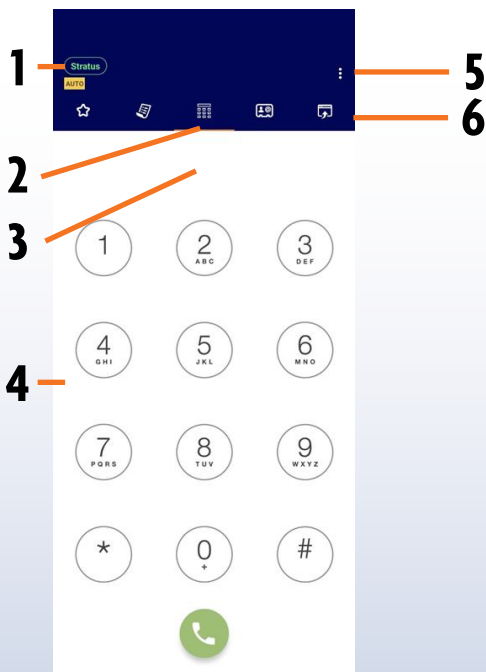 1
Stratus
5
AUTO
6
2
3
1 2 3
ABC DEF
4 5 6
GHI JKL MNO
4
7 8 9
PQRS TUV WXYZ
* 0 #
+